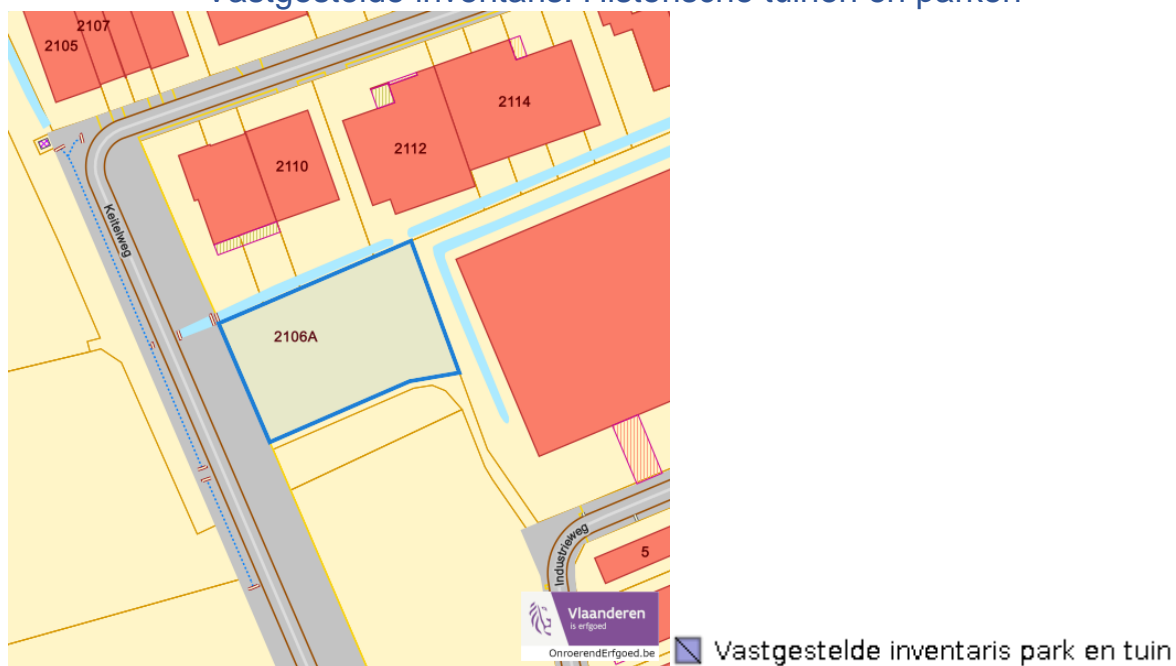 Vastgestelde inventaris: Historische tuinen en parken
2107
2105
2114
2112
2110
Keitelweg
2106A
Industrieweg
5
Vlaanderen
is erfgoed
OnroerendErfgoed.be
Vastgestelde inventaris park en tuin